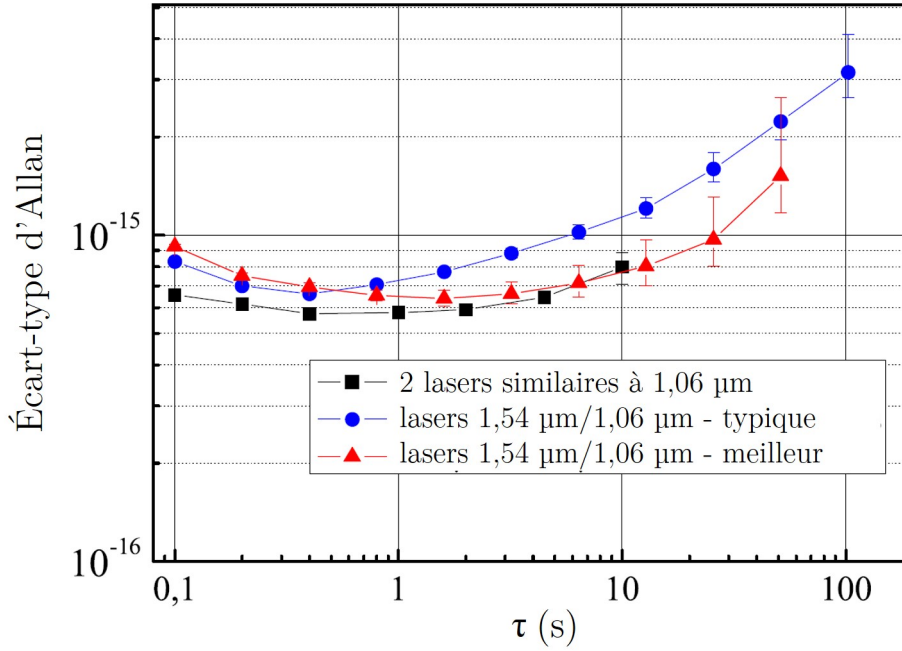 Écart-type d'Allan
10⁻¹⁵
10⁻¹⁶
2 lasers similaires à 1,06 µm
lasers 1,54 µm/1,06 µm - typique
lasers 1,54 µm/1,06 µm - meilleur
0,1 1 10 100
τ (s)